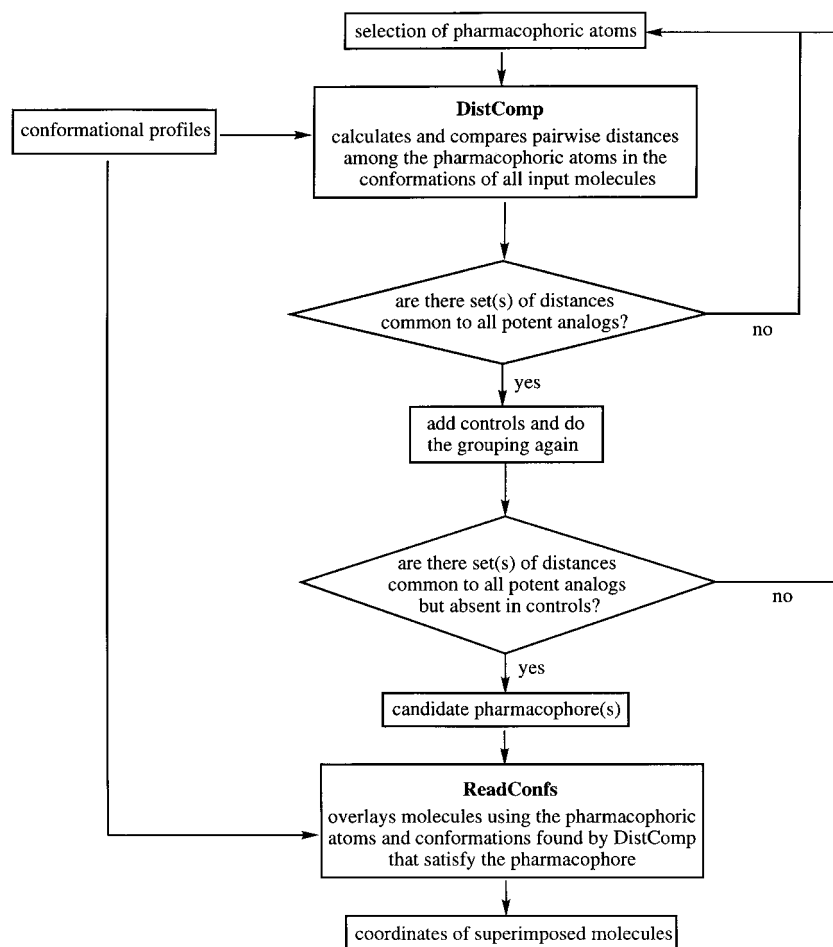 selection of pharmacophoric atoms
DistComp
calculates and compares pairwise distances
among the pharmacophoric atoms in the
conformations of all input molecules
conformational profiles
are there set(s) of distances
common to all potent analogs?
no
yes
add controls and do
the grouping again
are there set(s) of distances
common to all potent analogs
but absent in controls?
no
yes
candidate pharmacophore(s)
ReadConfs
overlays molecules using the pharmacophoric
atoms and conformations found by DistComp
that satisfy the pharmacophore
coordinates of superimposed molecules